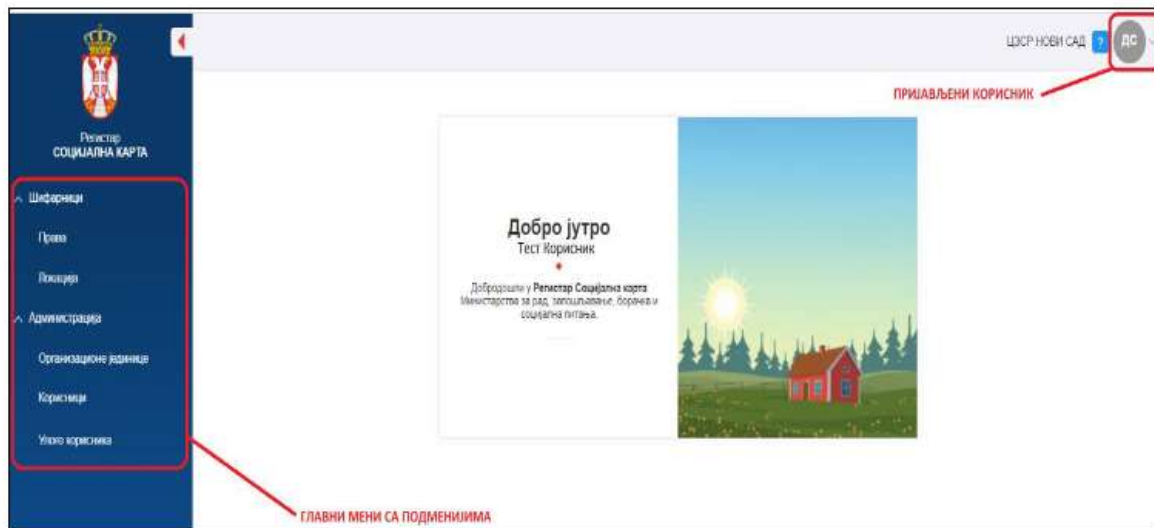 ЦЗСР НОВИ САД ?
ДС
ПРИЈАВЉЕНИ КОРИСНИК
Регистар
СОЦИЈАЛНА КАРТА
Шифарници
Права
Локација
Администрација
Организационе јединице
Корисници
Улоге корисника
Добро јутро
Тест Корисник
Добродошли у Регистар Социјална карта
Министарства за рад, запошљавање, борачка и
социјална питања.
ГЛАВНИ МЕНИ СА ПОДМЕНИЈИМА